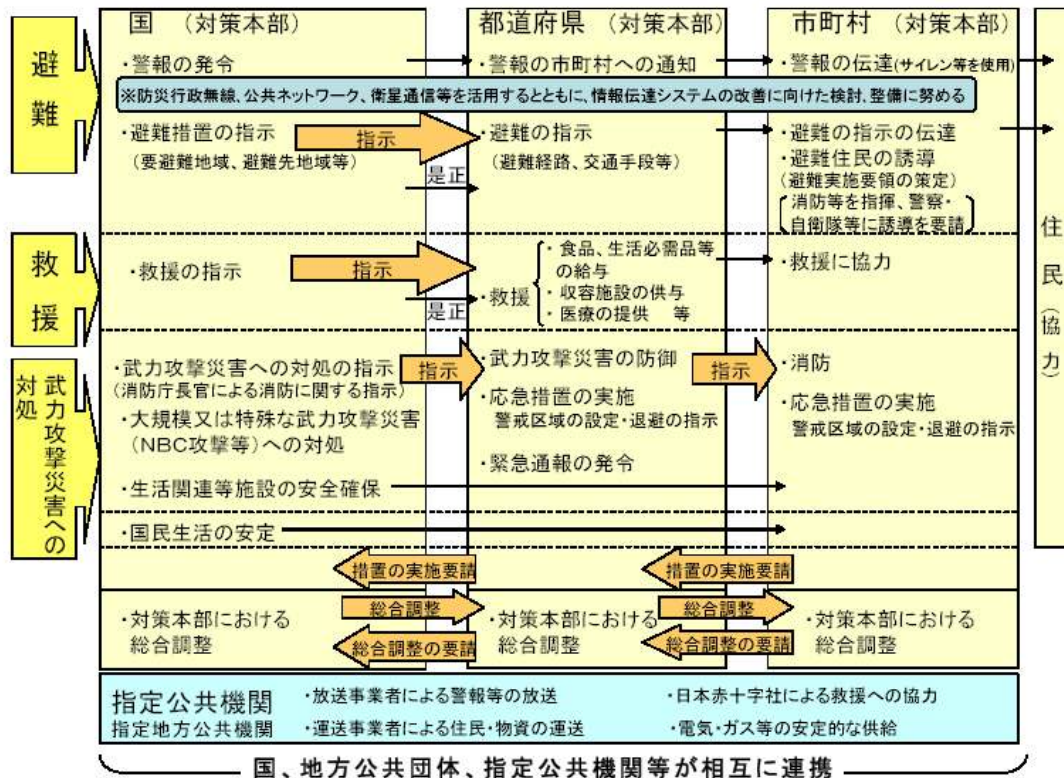 避難
国 (対策本部)
都道府県 (対策本部)
市町村 (対策本部)
・警報の発令
・警報の市町村への通知
・警報の伝達(サイレン等を使用)
※防災行政無線、公共ネットワーク、衛星通信等を活用するとともに、情報伝達システムの改善に向けた検討、整備に努める
・避難措置の指示
(要避難地域、避難先地域等)
指示
是正
・避難の指示
(避難経路、交通手段等)
・避難の指示の伝達
・避難住民の誘導
(避難実施要領の策定)
消防等を指揮、警察・
自衛隊等に誘導を要請
住民(協力)
救援
・救援の指示
指示
是正
・救援
・食品、生活必需品等
の給与
・収容施設の供与
・医療の提供 等
・救援に協力
武力攻撃災害への
対処
・武力攻撃災害への対処の指示
(消防庁長官による消防に関する指示)
・大規模又は特殊な武力攻撃災害
(NBC攻撃等)への対処
指示
・武力攻撃災害の防御
・応急措置の実施
警戒区域の設定・退避の指示
・緊急通報の発令
指示
・消防
・応急措置の実施
警戒区域の設定・退避の指示
・生活関連等施設の安全確保
・国民生活の安定
措置の実施要請
措置の実施要請
・対策本部における
総合調整
総合調整
総合調整の要請
・対策本部における
総合調整
総合調整
総合調整の要請
・対策本部における
総合調整
指定公共機関
指定地方公共機関
・放送事業者による警報等の放送
・日本赤十字社による救援への協力
・運送事業者による住民・物資の運送
・電気・ガス等の安定的な供給
国、地方公共団体、指定公共機関等が相互に連携